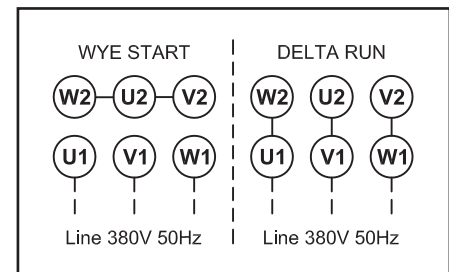 WYE START
W2 U2 V2
U1 V1 W1
Line 380V 50Hz
DELTA RUN
W2 U2 V2
U1 V1 W1
Line 380V 50Hz